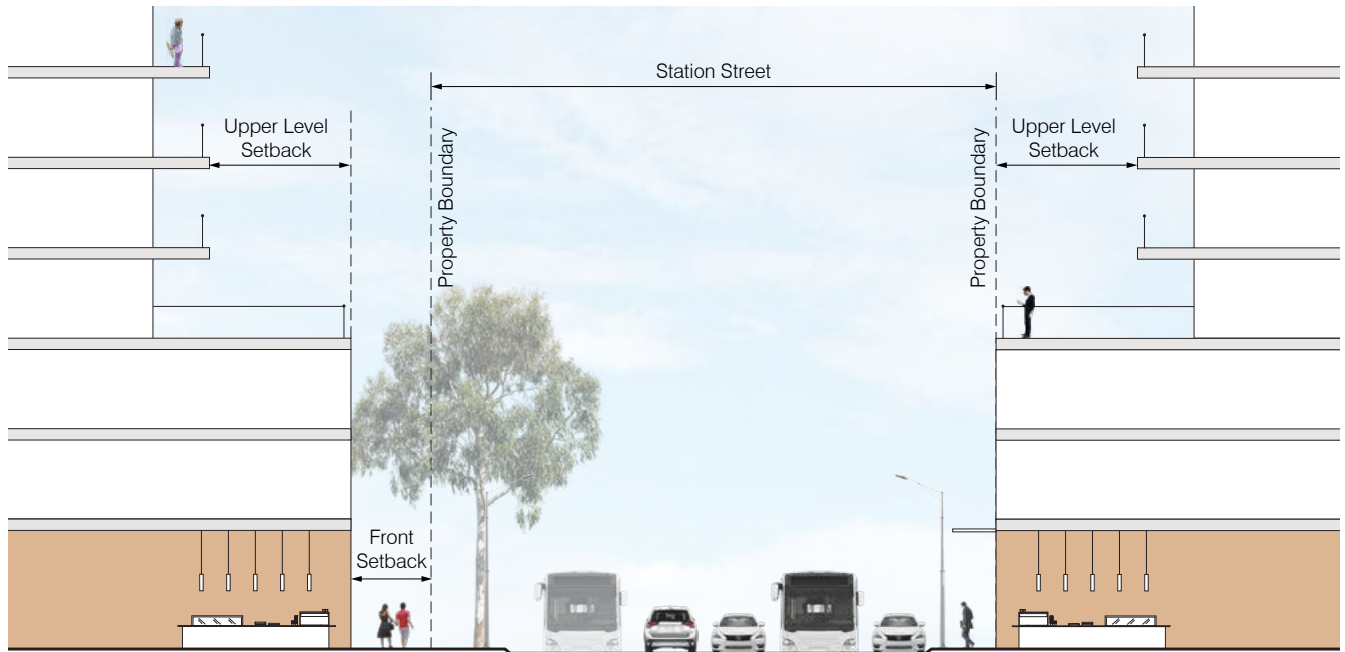 Station Street
Upper Level
Setback
Property Boundary
Property Boundary
Upper Level
Setback
Front
Setback